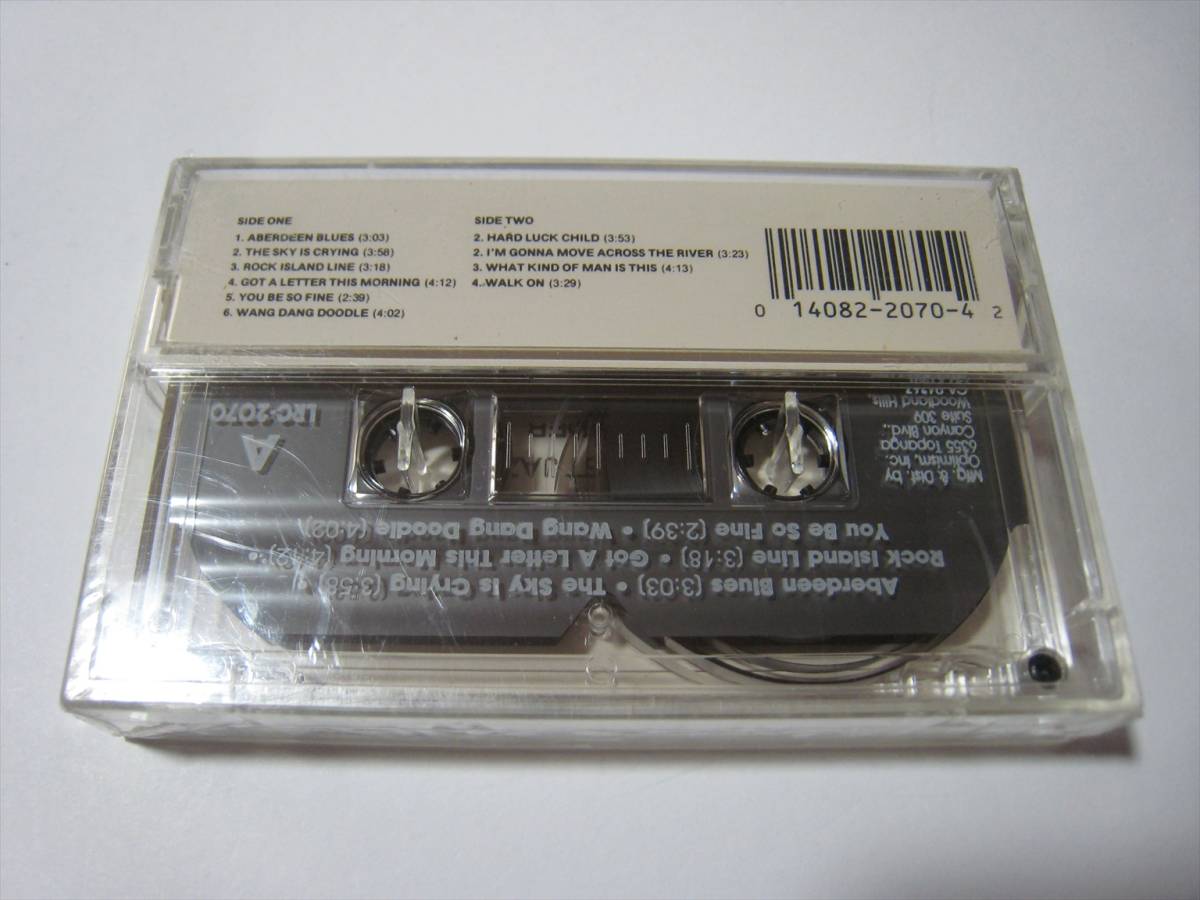 SIDE ONE
1. ABERDEEN BLUES (3:03)
2. THE SKY IS CRYING (3:58)
3. ROCK ISLAND LINE (3:18)
4. GOT A LETTER THIS MORNING (4:12)
5. YOU BE SO FINE (2:39)
6. WANG DANG DOODLE (4:02)
SIDE TWO
2. HARD LUCK CHILD (3:53)
2. I'M GONNA MOVE ACROSS THE RIVER (3:23)
3. WHAT KIND OF MAN IS THIS (4:13)
4. WALK ON (3:29)
0 14082-2070-4 2
Aberdeen Blues (3:03) • The Sky Is Crying (3:58) •
Rock Island Line (3:18) • Got A Letter This Morning (4:12) •
You Be So Fine (2:39) • Wang Dang Doodle (4:02)
Mfg. & Dist. by
Optimism, Inc.
6355 Topanga
Canyon Blvd.,
Suite 309
Woodland Hills,
A